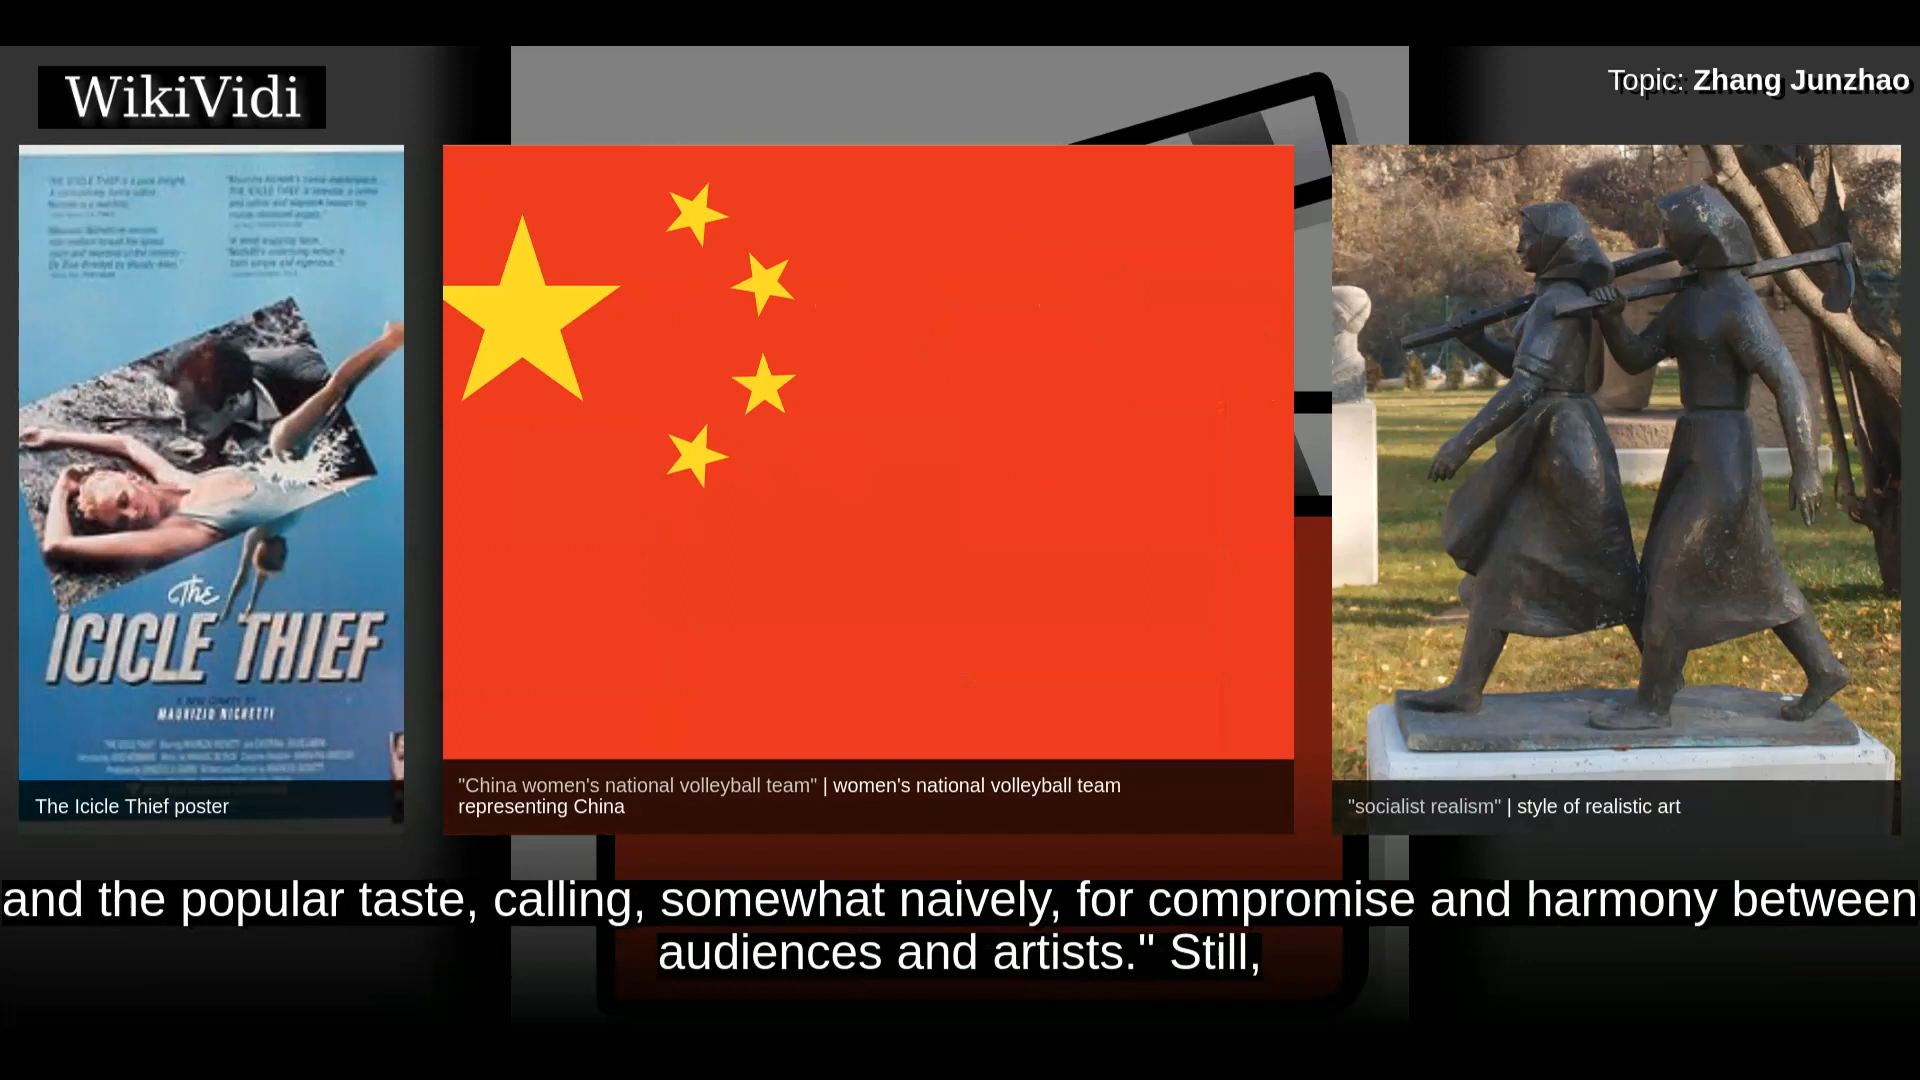 WikiVidi
Topic: Zhang Junzhao
The
ICICLE THIEF
MAURIZIO NICHETTI
The Icicle Thief poster
"China women's national volleyball team" | women's national volleyball team
representing China
"socialist realism" | style of realistic art
and the popular taste, calling, somewhat naively, for compromise and harmony between
audiences and artists." Still,